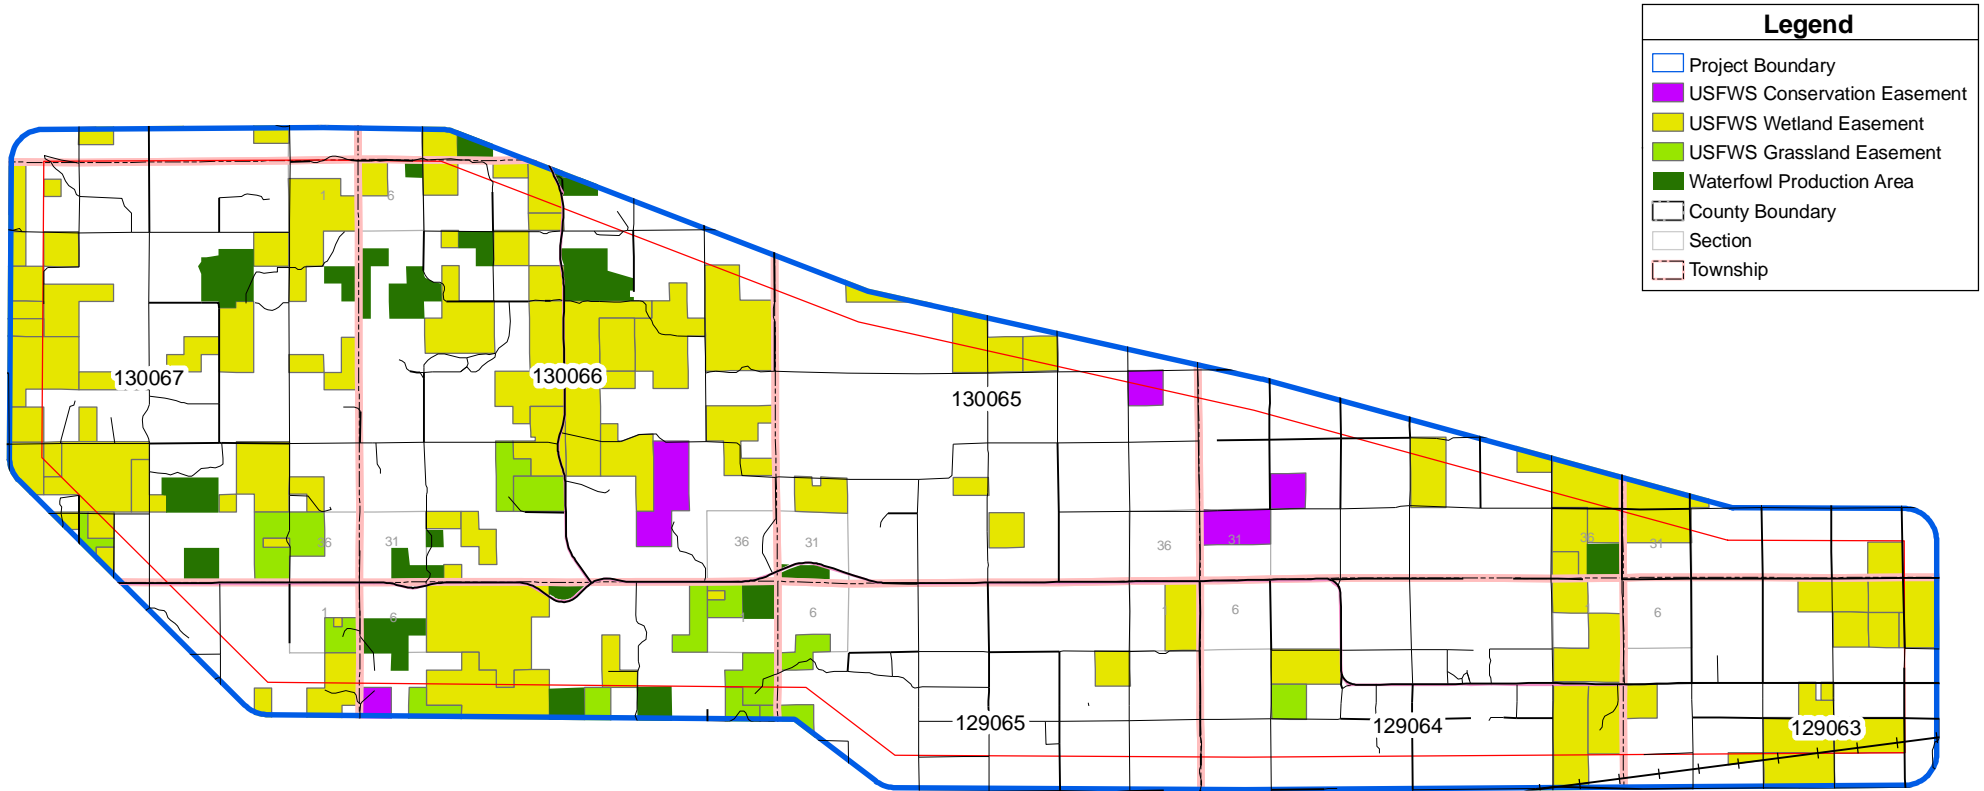 Legend
Project Boundary
USFWS Conservation Easement
USFWS Wetland Easement
USFWS Grassland Easement
Waterfowl Production Area
County Boundary
Section
Township
1
6
130067
130066
130065
36
31
36
31
36
31
36
31
1
6
1
6
6
6
129065
129064
129063